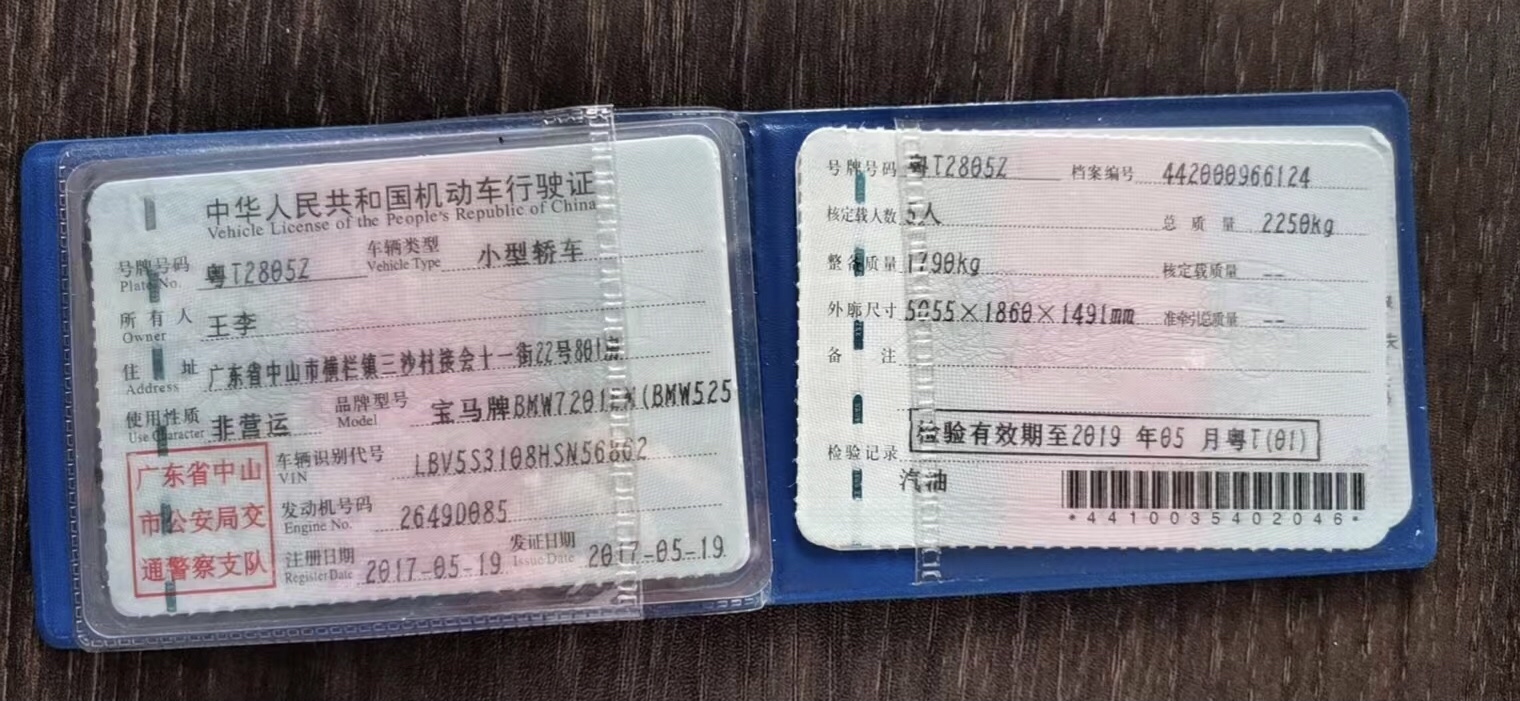 中华人民共和国机动车行驶证
Vehicle License of the People's Republic of China
号牌号码 粤T2805Z 车辆类型 小型轿车
Plate No. Vehicle Type
所有人 王李
Owner
住址 广东省中山市横栏镇三沙村接会十一街22号801房
Address
使用性质 非营运 品牌型号 宝马牌BMW7201 (BMW525
Use Character Model
广东省中山
市公安局交
通警察支队
车辆识别代号 LBV5S3108HSN56862
VIN
发动机号码 2649D085
Engine No.
注册日期 2017-05-19 发证日期 2017-05-19
Register Date Issue Date
号牌号码 粤T2805Z 档案编号 442000966124
核定载人数 5人 总质量 2250kg
整备质量 1790kg 核定载质量 --
外廓尺寸 5055×1860×1491mm 准牵引总质量 --
备注
检验有效期至2019 年05 月粤T(01)
检验记录
汽油
*4410035402046*